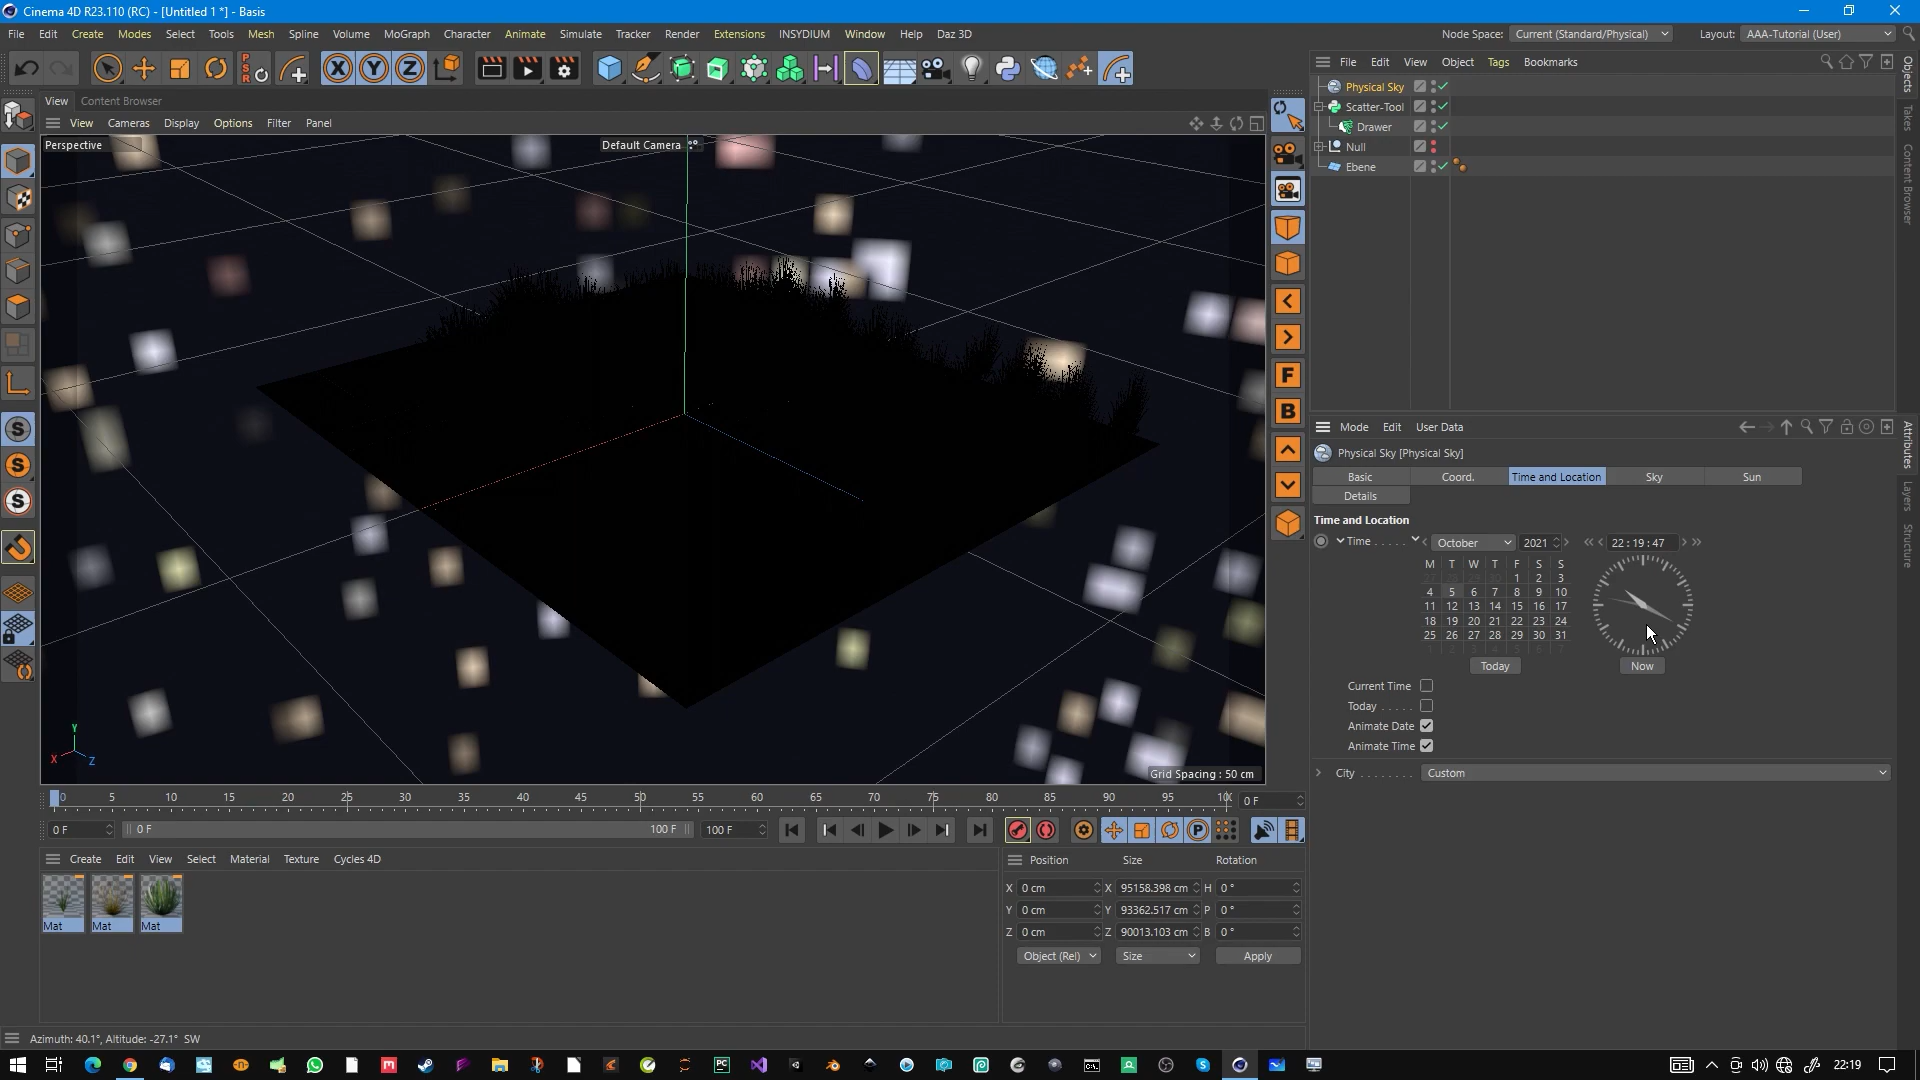 Cinema 4D R23.110 (RC) - [Untitled 1 *] - Basis
File Edit Create Modes Select Tools Mesh Spline Volume MoGraph Character Animate Simulate Tracker Render Extensions INSYDIUM Window Help Daz 3D
Node Space: Current (Standard/Physical) Layout: AAA-Tutorial (User)
PSR X Y Z
File Edit View Object Tags Bookmarks
View Content Browser
View Cameras Display Options Filter Panel
Perspective
Default Camera
Physical Sky
Scatter-Tool
Drawer
Null
Ebene
Objects
Takes
Content Browser
F
B
S
S
S
Y
X
Z
Grid Spacing : 50 cm
Mode Edit User Data
Physical Sky [Physical Sky]
Basic Coord. Time and Location Sky Sun
Details
Time and Location
Time . . . . . October 2021 22 : 19 : 47
M T W T F S S
1 2 3
4 5 6 7 8 9 10
11 12 13 14 15 16 17
18 19 20 21 22 23 24
25 26 27 28 29 30 31
Today Now
Current Time
Today . . . . .
Animate Date
Animate Time
City . . . . . . . . Custom
Attributes
Layers
Structure
0 5 10 15 20 25 30 35 40 45 50 55 60 65 70 75 80 85 90 95 0 F
0 F 0 F 100 F 100 F
P
Create Edit View Select Material Texture Cycles 4D
Mat Mat Mat
Position Size Rotation
X 0 cm X 95158.398 cm H 0 °
Y 0 cm Y 93362.517 cm P 0 °
Z 0 cm Z 90013.103 cm B 0 °
Object (Rel) Size Apply
Azimuth: 40.1°, Altitude: -27.1° SW
22:19